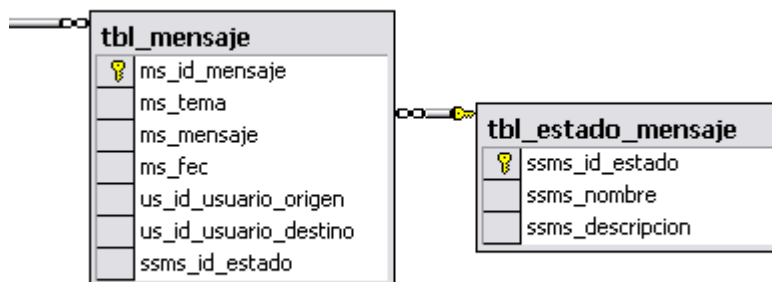 tbl_mensaje
ms_id_mensaje
ms_tema
ms_mensaje
ms_fec
us_id_usuario_origen
us_id_usuario_destino
ssms_id_estado
tbl_estado_mensaje
ssms_id_estado
ssms_nombre
ssms_descripcion